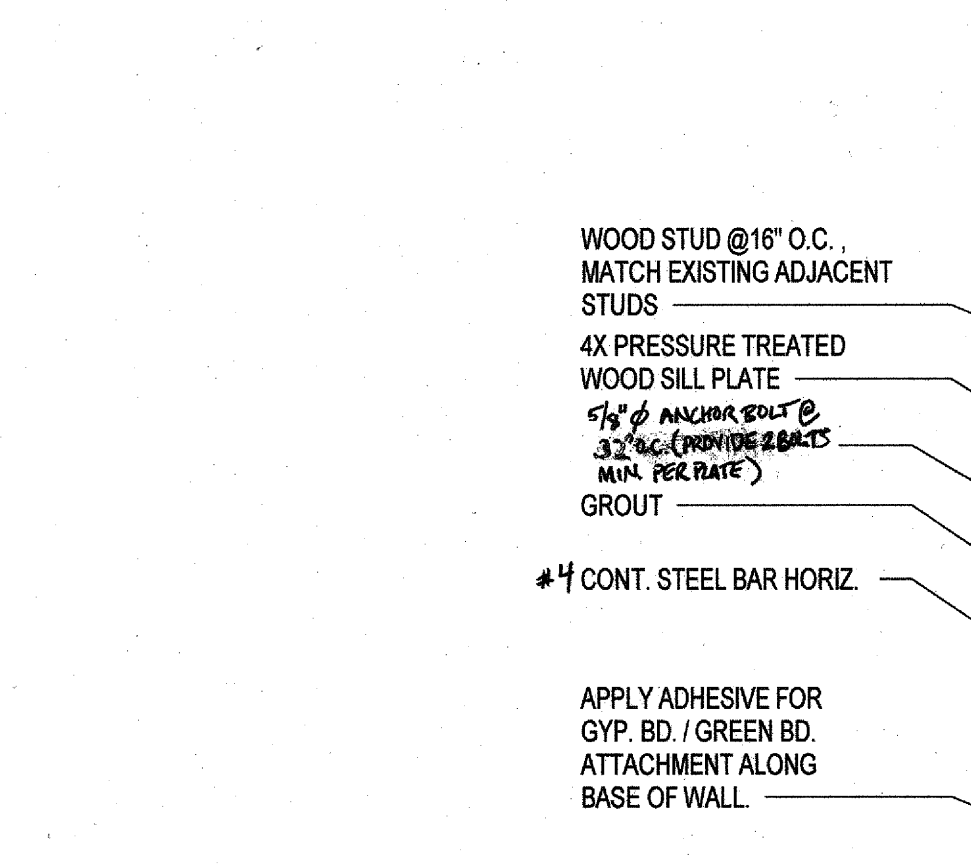 WOOD STUD @16" O.C. ,
MATCH EXISTING ADJACENT
STUDS
4X PRESSURE TREATED
WOOD SILL PLATE
5/8" ϕ ANCHOR BOLT @
32" O.C. (PROVIDE 2 BOLTS
MIN. PER PLATE)
GROUT
#4 CONT. STEEL BAR HORIZ.
APPLY ADHESIVE FOR
GYP. BD. / GREEN BD.
ATTACHMENT ALONG
BASE OF WALL.